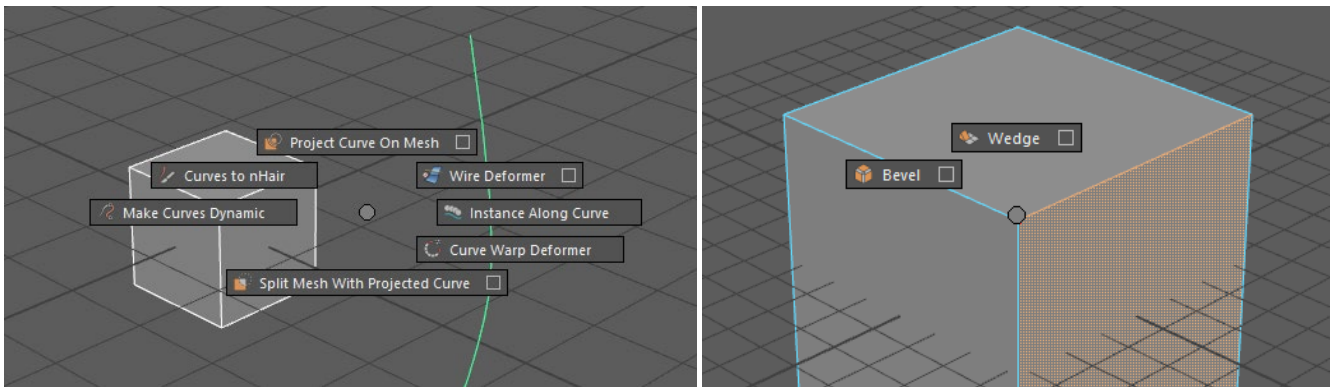 Project Curve On Mesh
Curves to nHair
Wire Deformer
Make Curves Dynamic
Instance Along Curve
Curve Warp Deformer
Split Mesh With Projected Curve
Wedge
Bevel